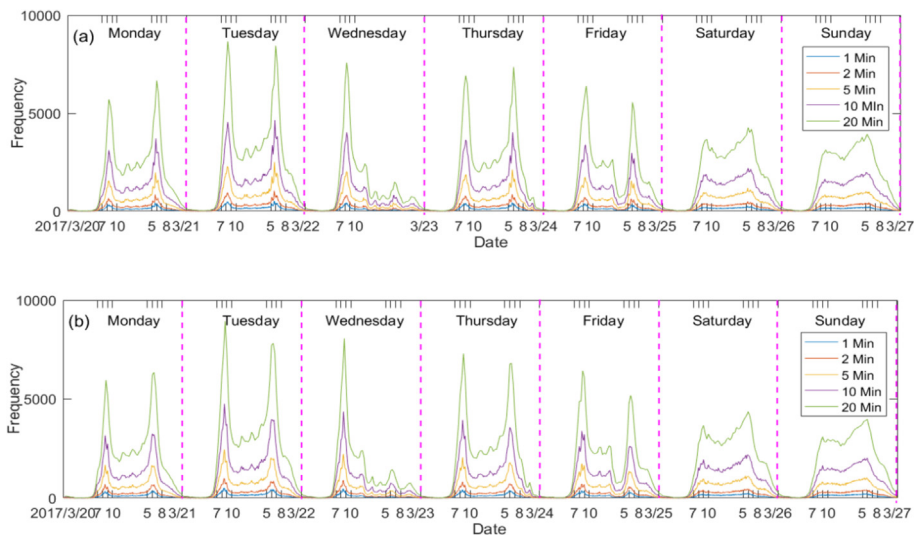 10000
(a)
Monday
Tuesday
Wednesday
Thursday
Friday
Saturday
Sunday
1 Min
2 Min
5 Min
10 MIn
20 Min
5000
Frequency
0
2017/3/20 7 10 5 8 3/21 7 10 5 8 3/22 7 10 3/23 7 10 5 8 3/24 7 10 5 8 3/25 7 10 5 8 3/26 7 10 5 8 3/27
Date
10000
(b)
Monday
Tuesday
Wednesday
Thursday
Friday
Saturday
Sunday
1 Min
2 Min
5 Min
10 Min
20 Min
5000
Frequency
0
2017/3/20 7 10 5 8 3/21 7 10 5 8 3/22 7 10 5 8 3/23 7 10 5 8 3/24 7 10 5 8 3/25 7 10 5 8 3/26 7 10 5 8 3/27
Date